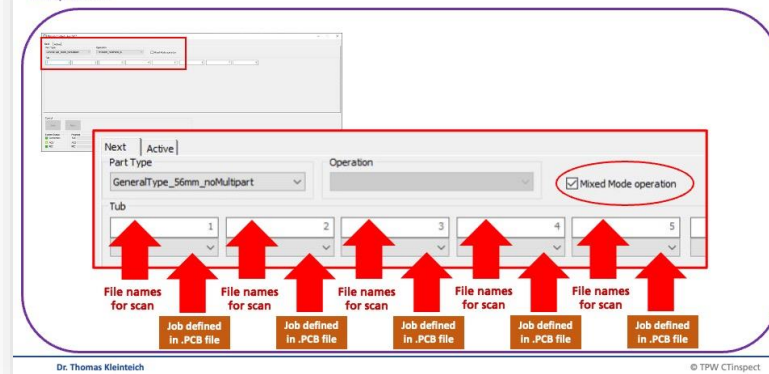 Next Active
Part Type
Operation
GeneralType_56mm_noMultipart
Mixed Mode operation
Tub
1 2 3 4 5
File names for scan
File names for scan
File names for scan
File names for scan
File names for scan
Job defined in .PCB file
Job defined in .PCB file
Job defined in .PCB file
Job defined in .PCB file
Job defined in .PCB file
Dr. Thomas Kleinteich
© TPW CTinspect